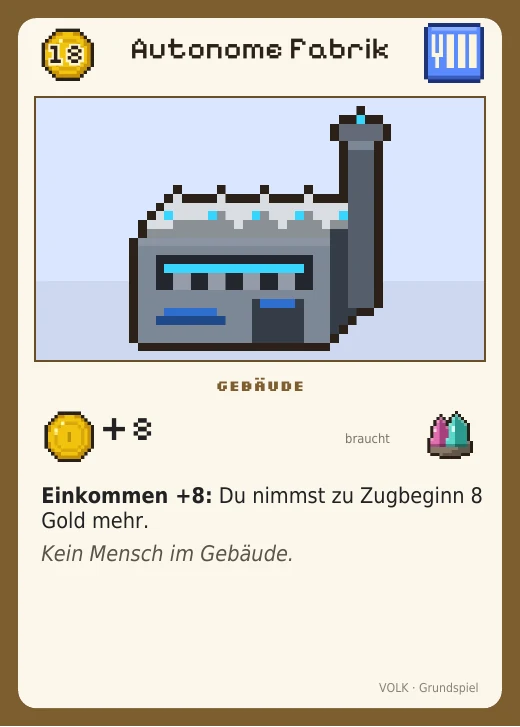 18
Autonome Fabrik
VIIII
GEBÄUDE
+8
braucht
Einkommen +8: Du nimmst zu Zugbeginn 8
Gold mehr.
Kein Mensch im Gebäude.
VOLK · Grundspiel